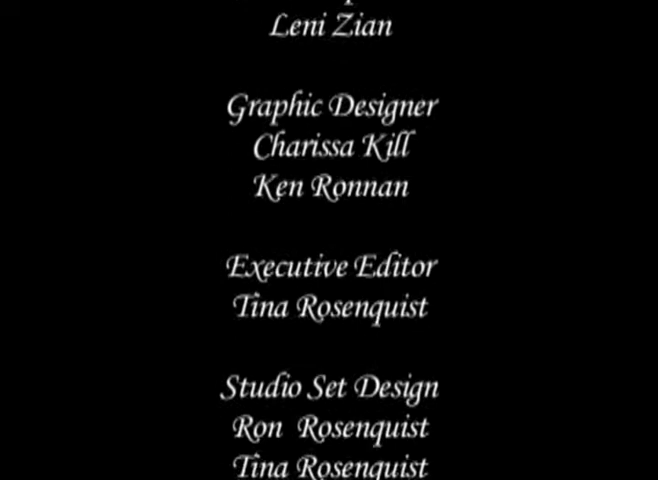 Leni Zian
Graphic Designer
Charissa Kill
Ken Ronnan
Executive Editor
Tina Rosenquist
Studio Set Design
Ron Rosenquist
Tina Rosenquist